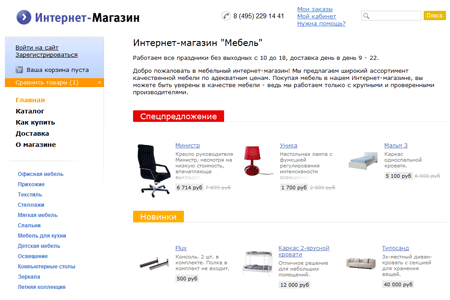 Интернет-Магазин
8 (495) 229 14 41
Мои заказы
Мой кабинет
Нужна помощь?
Поиск
Войти на сайт
Зарегистрироваться
Ваша корзина пуста
Сравнить товары (1)
Главная
Каталог
Как купить
Доставка
О магазине
Офисная мебель
Прихожие
Текстиль
Стеллажи
Мягкая мебель
Спальни
Мебель для кухни
Детская мебель
Освещение
Компьютерные столы
Зеркала
Летняя коллекция
Интернет-магазин "Мебель"
Работаем все праздники без выходных с 10 до 18, доставка день в день 9 - 22.
Добро пожаловать в мебельный интернет-магазин! Мы предлагаем широкий ассортимент
качественной мебели по адекватным ценам. Покупая мебель в нашем Интернет-магазине, вы
можете быть уверены в качестве мебели - ведь мы работаем только с крупными и проверенными
производителями.
Спецпредложение
Министр
Кресло руководителя
Министр, несмотря на
низкую стоимость,
впечатляюще
6 714 руб
Уника
Настольная лампа с
функцией
регулирования
интенсивности
1 700 руб 2 000 руб
Мальн 3
Каркас
односпальной
кровати.
5 100 руб 6 000 руб
Новинки
Flux
Консоль: 2 шт. в
комплекте. Полка в
комплект не входит.
500 руб
Каркас 2-ярусной
кровати
Отличное решение
для небольших
помещений.
12 000 руб
Тилосанд
3х-местный диван-
кровать с секцией
для хранения
вещей.
40 000 руб